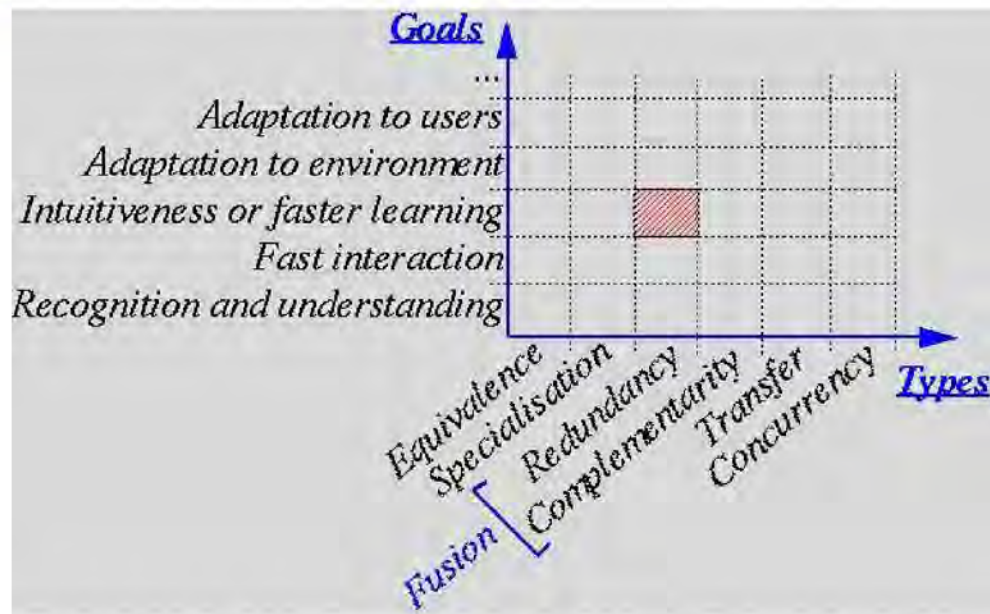 Goals
...
Adaptation to users
Adaptation to environment
Intuitiveness or faster learning
Fast interaction
Recognition and understanding
Equivalence
Specialisation
Redundancy
Complementarity
Transfer
Concurrency
Types
Fusion